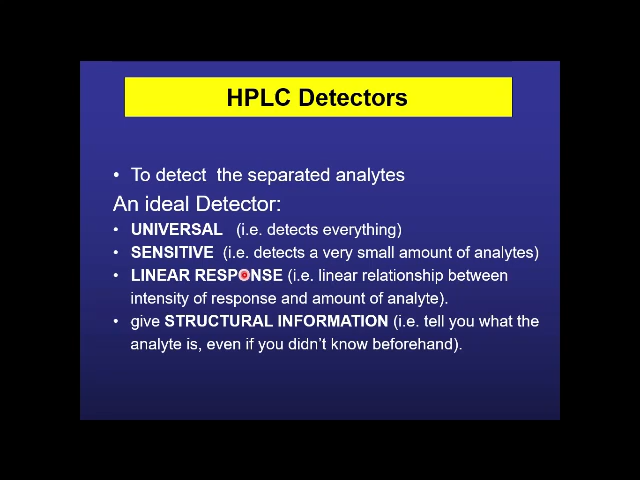 HPLC Detectors
• To detect the separated analytes
An ideal Detector:
• UNIVERSAL (i.e. detects everything)
• SENSITIVE (i.e. detects a very small amount of analytes)
• LINEAR RESPONSE (i.e. linear relationship between
intensity of response and amount of analyte).
• give STRUCTURAL INFORMATION (i.e. tell you what the
analyte is, even if you didn't know beforehand).